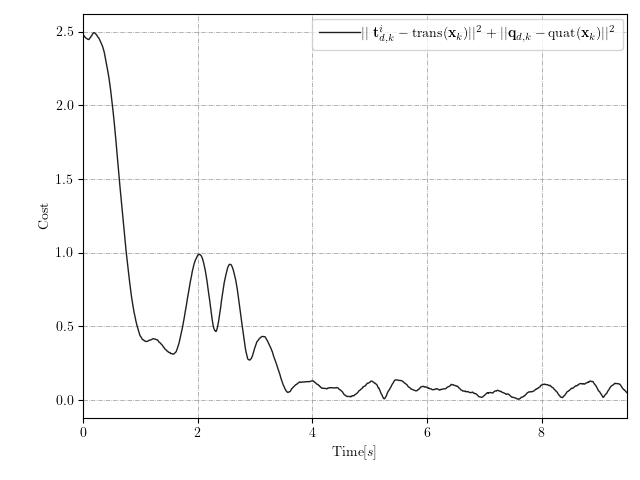 || 𝐭ⁱ_{d,k} − trans(𝐱_k)||² + ||𝐪_{d,k} − quat(𝐱_k)||²
2.5
2.0
1.5
1.0
0.5
0.0
Cost
0 2 4 6 8
Time[s]